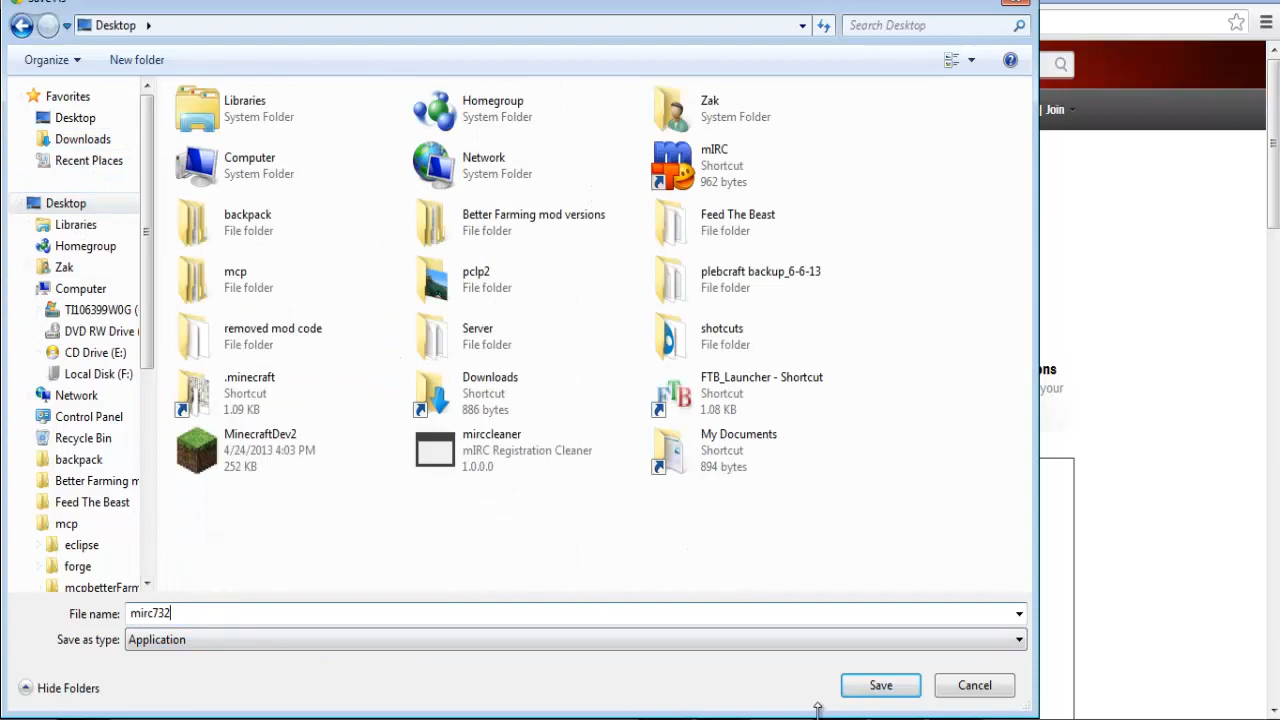 Desktop
Search Desktop
Organize
New folder
Favorites
Desktop
Downloads
Recent Places
Desktop
Libraries
Homegroup
Zak
Computer
TI106399W0G (
DVD RW Drive (
CD Drive (E:)
Local Disk (F:)
Network
Control Panel
Recycle Bin
backpack
Better Farming m
Feed The Beast
mcp
eclipse
forge
mcpbetterFarm
Libraries
System Folder
Homegroup
System Folder
Zak
System Folder
Computer
System Folder
Network
System Folder
mIRC
Shortcut
962 bytes
backpack
File folder
Better Farming mod versions
File folder
Feed The Beast
File folder
mcp
File folder
pclp2
File folder
plebcraft backup_6-6-13
File folder
removed mod code
File folder
Server
File folder
shotcuts
File folder
.minecraft
Shortcut
1.09 KB
Downloads
Shortcut
886 bytes
FTB_Launcher - Shortcut
Shortcut
1.08 KB
MinecraftDev2
4/24/2013 4:03 PM
252 KB
mirccleaner
mIRC Registration Cleaner
1.0.0.0
My Documents
Shortcut
894 bytes
File name: mirc732
Save as type: Application
Hide Folders
Save
Cancel
Join
ons
your